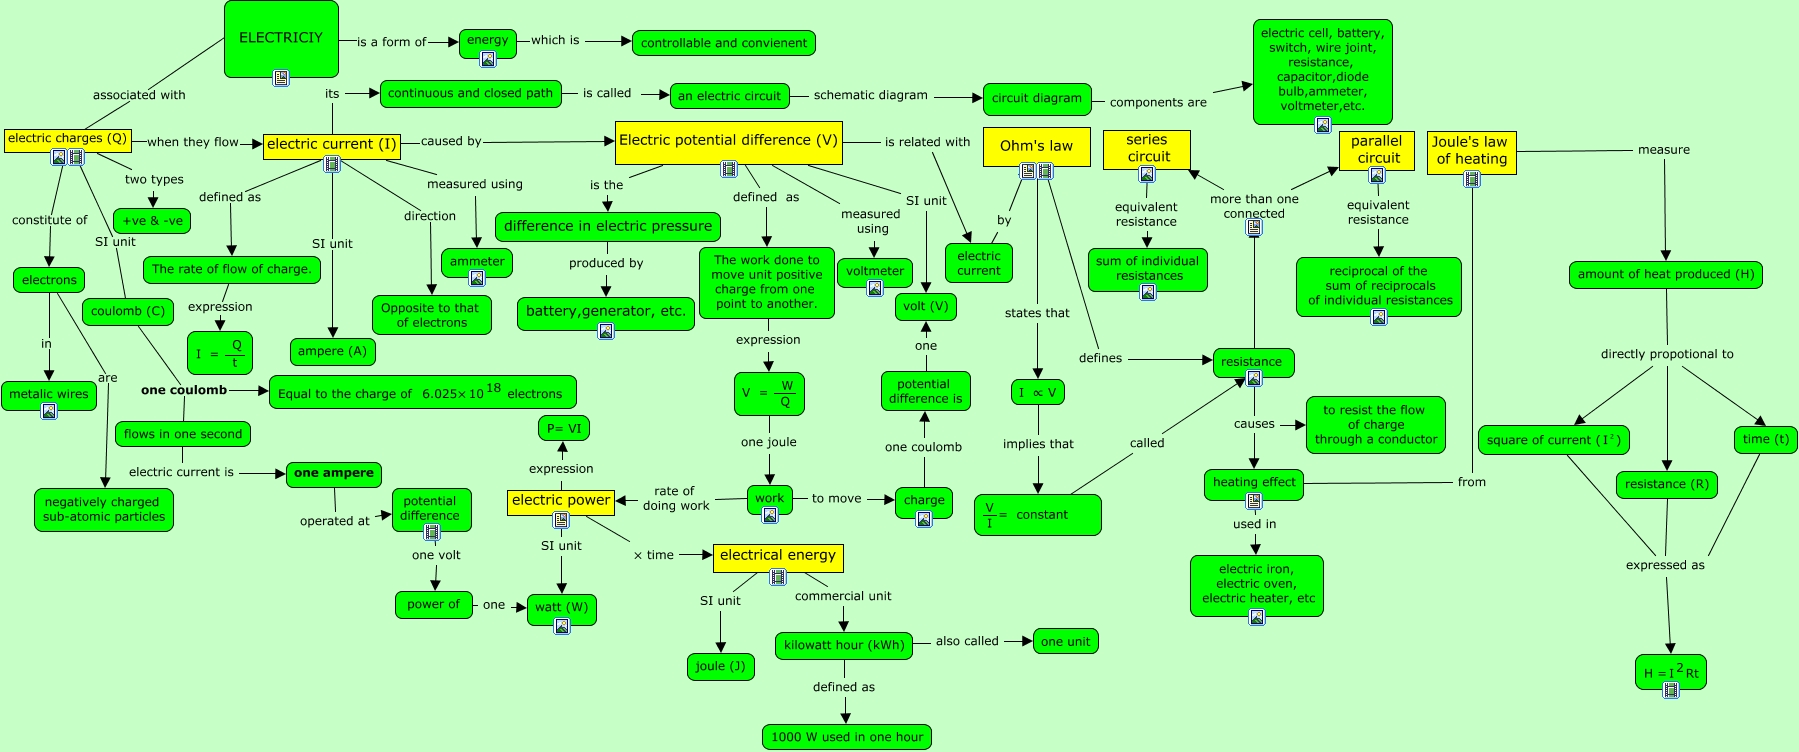 ELECTRICIY
is a form of
energy
which is
controllable and convienent
associated with
its
continuous and closed path
is called
an electric circuit
schematic diagram
circuit diagram
components are
electric cell, battery,
switch, wire joint,
resistance,
capacitor,diode
bulb,ammeter,
voltmeter,etc.
electric charges (Q)
when they flow
electric current (I)
caused by
Electric potential difference (V)
is related with
Ohm's law
series
circuit
parallel
circuit
Joule's law
of heating
measure
two types
+ve & -ve
constitute of
SI unit
electrons
coulomb (C)
in
metalic wires
are
negatively charged
sub-atomic particles
one coulomb
Equal to the charge of 6.025×10^18 electrons
flows in one second
electric current is
one ampere
operated at
potential
difference
one volt
power of
one
watt (W)
defined as
The rate of flow of charge.
expression
I = Q/t
SI unit
ampere (A)
direction
Opposite to that
of electrons
measured using
ammeter
is the
difference in electric pressure
produced by
battery,generator, etc.
defined as
The work done to
move unit positive
charge from one
point to another.
expression
V = W/Q
one joule
work
measured
using
voltmeter
SI unit
volt (V)
one
potential
difference is
one coulomb
charge
to move
rate of
doing work
electric power
expression
P= VI
SI unit
× time
electrical energy
SI unit
joule (J)
commercial unit
kilowatt hour (kWh)
also called
one unit
defined as
1000 W used in one hour
by
electric
current
states that
I ∝ V
implies that
V/I = constant
called
defines
resistance
more than one
connected
equivalent
resistance
sum of individual
resistances
equivalent
resistance
reciprocal of the
sum of reciprocals
of individual resistances
causes
to resist the flow
of charge
through a conductor
heating effect
from
used in
electric iron,
electric oven,
electric heater, etc
amount of heat produced (H)
directly propotional to
square of current (I²)
resistance (R)
time (t)
expressed as
H =I²Rt